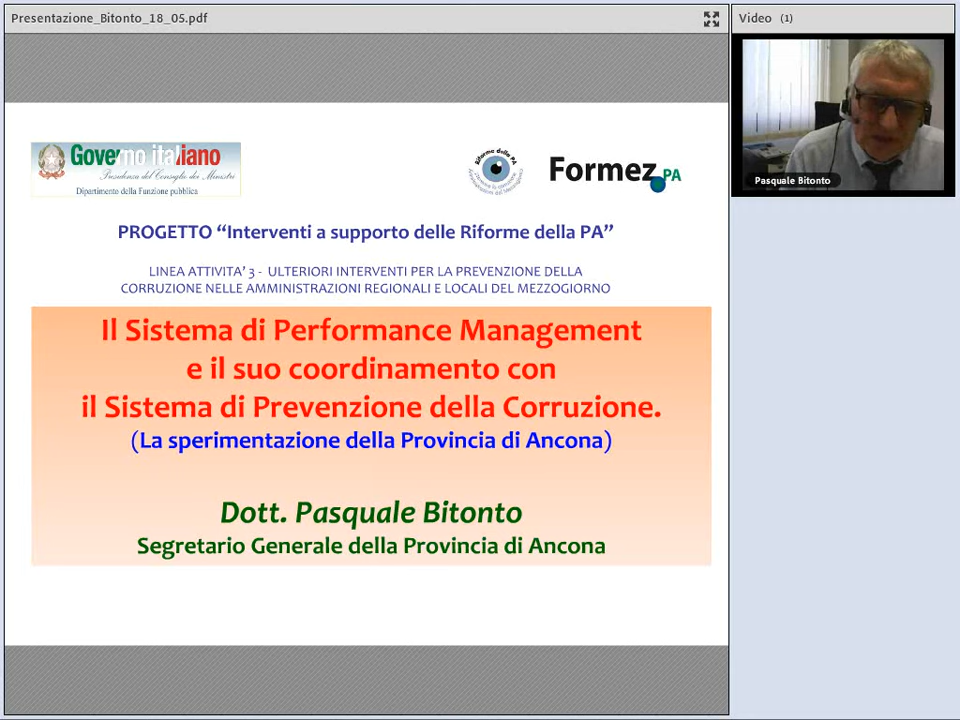 Presentazione_Bitonto_18_05.pdf
Video (1)
Pasquale Bitonto
Governo italiano
Presidenza del Consiglio dei Ministri
Dipartimento della Funzione pubblica
Riforme della PA
Formez PA
PROGETTO “Interventi a supporto delle Riforme della PA”
LINEA ATTIVITA’ 3 - ULTERIORI INTERVENTI PER LA PREVENZIONE DELLA
CORRUZIONE NELLE AMMINISTRAZIONI REGIONALI E LOCALI DEL MEZZOGIORNO
Il Sistema di Performance Management
e il suo coordinamento con
il Sistema di Prevenzione della Corruzione.
(La sperimentazione della Provincia di Ancona)
Dott. Pasquale Bitonto
Segretario Generale della Provincia di Ancona